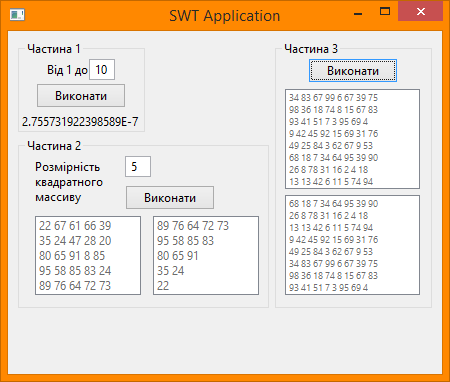 SWT Application
Частина 1
Від 1 до 10
Виконати
2.755731922398589E-7
Частина 2
Розмірність
квадратного
массиву
5
Виконати
22 67 61 66 39
35 24 47 28 20
80 65 91 8 85
95 58 85 83 24
89 76 64 72 73
89 76 64 72 73
95 58 85 83
80 65 91
35 24
22
Частина 3
Виконати
34 83 67 99 6 67 39 75
98 36 18 74 8 15 67 83
93 41 51 7 3 95 69 4
9 42 45 92 15 69 31 76
49 25 84 3 62 67 9 53
68 18 7 34 64 95 39 90
26 8 78 31 16 2 4 18
13 13 42 6 11 5 74 94
68 18 7 34 64 95 39 90
26 8 78 31 16 2 4 18
13 13 42 6 11 5 74 94
9 42 45 92 15 69 31 76
49 25 84 3 62 67 9 53
34 83 67 99 6 67 39 75
98 36 18 74 8 15 67 83
93 41 51 7 3 95 69 4